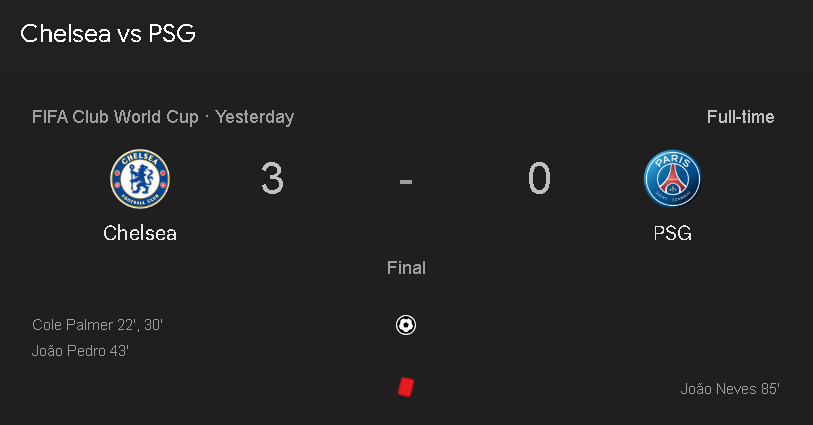 Chelsea vs PSG
FIFA Club World Cup · Yesterday
Full-time
CHELSEA
FOOTBALL CLUB
3 - 0
PARIS
SAINT-GERMAIN
Chelsea
PSG
Final
Cole Palmer 22', 30'
João Pedro 43'
João Neves 85'